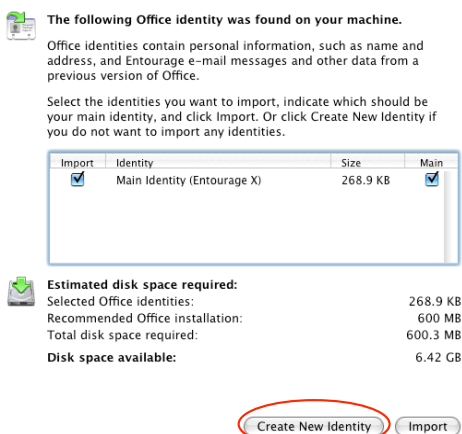 The following Office identity was found on your machine.
Office identities contain personal information, such as name and
address, and Entourage e-mail messages and other data from a
previous version of Office.
Select the identities you want to import, indicate which should be
your main identity, and click Import. Or click Create New Identity if
you do not want to import any identities.
Import Identity Size Main
Main Identity (Entourage X) 268.9 KB
Estimated disk space required:
Selected Office identities: 268.9 KB
Recommended Office installation: 600 MB
Total disk space required: 600.3 MB
Disk space available: 6.42 GB
Create New Identity Import